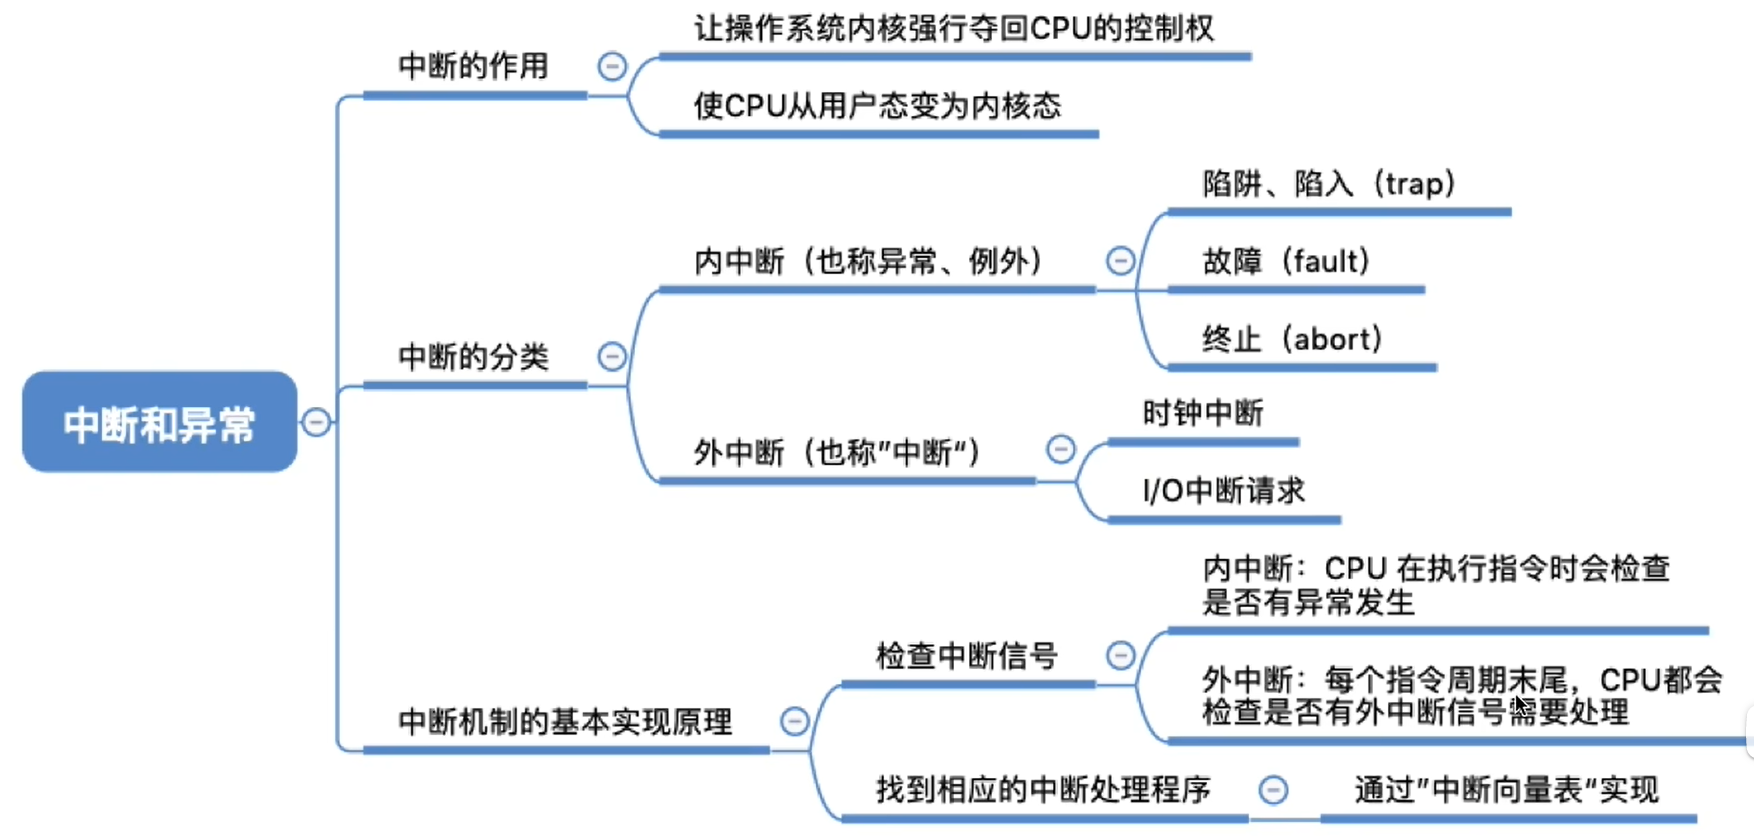 中断和异常
中断的作用
让操作系统内核强行夺回CPU的控制权
使CPU从用户态变为内核态
中断的分类
内中断（也称异常、例外）
陷阱、陷入（trap）
故障（fault）
终止（abort）
外中断（也称”中断“）
时钟中断
I/O中断请求
中断机制的基本实现原理
检查中断信号
内中断：CPU 在执行指令时会检查
是否有异常发生
外中断：每个指令周期末尾，CPU都会
检查是否有外中断信号需要处理
找到相应的中断处理程序
通过”中断向量表“实现